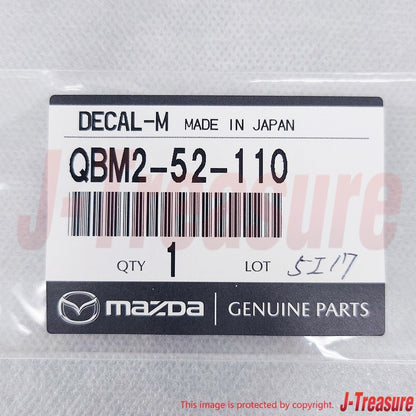 DECAL-M MADE IN JAPAN
QBM2-52-110
QTY 1 LOT 5I17
mazda GENUINE PARTS
J-Treasure
This image is protected by copyright.
J-Treasure